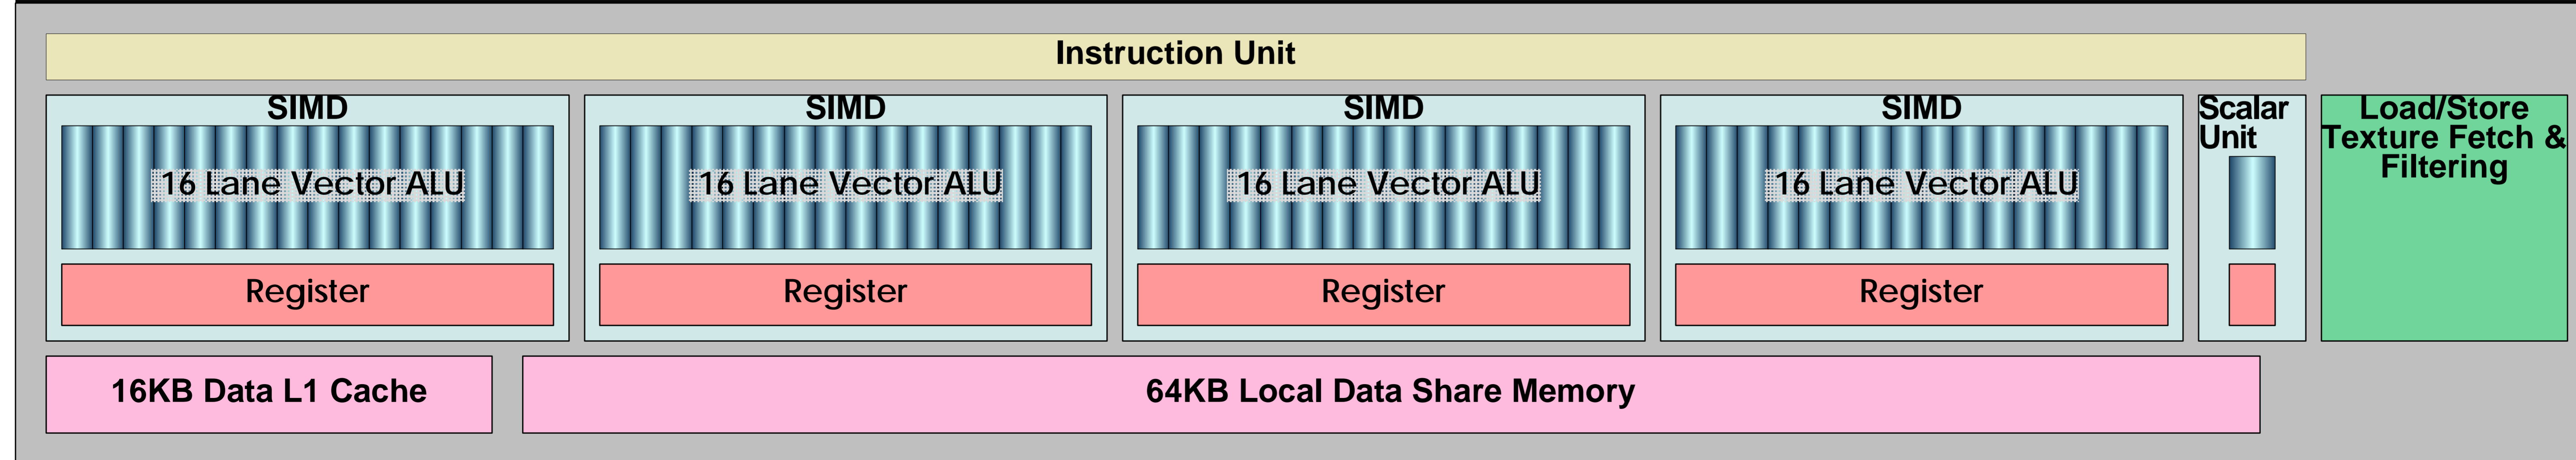 Instruction Unit
SIMD
SIMD
SIMD
SIMD
Scalar
Unit
Load/Store
Texture Fetch &
Filtering
16 Lane Vector ALU
16 Lane Vector ALU
16 Lane Vector ALU
16 Lane Vector ALU
Register
Register
Register
Register
16KB Data L1 Cache
64KB Local Data Share Memory